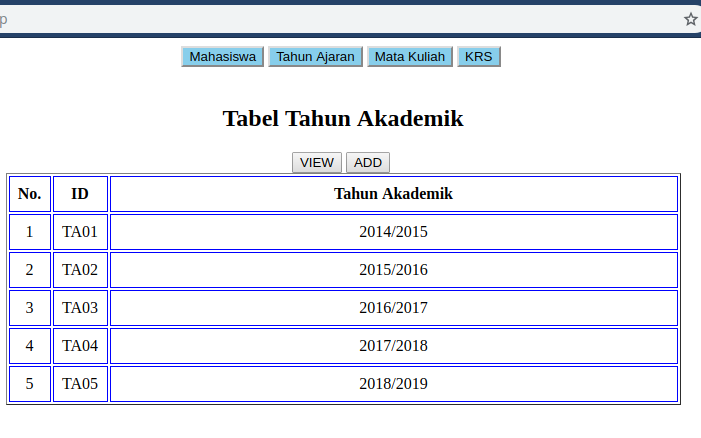 p
Mahasiswa Tahun Ajaran Mata Kuliah KRS
Tabel Tahun Akademik
VIEW ADD
No. ID Tahun Akademik
1 TA01 2014/2015
2 TA02 2015/2016
3 TA03 2016/2017
4 TA04 2017/2018
5 TA05 2018/2019